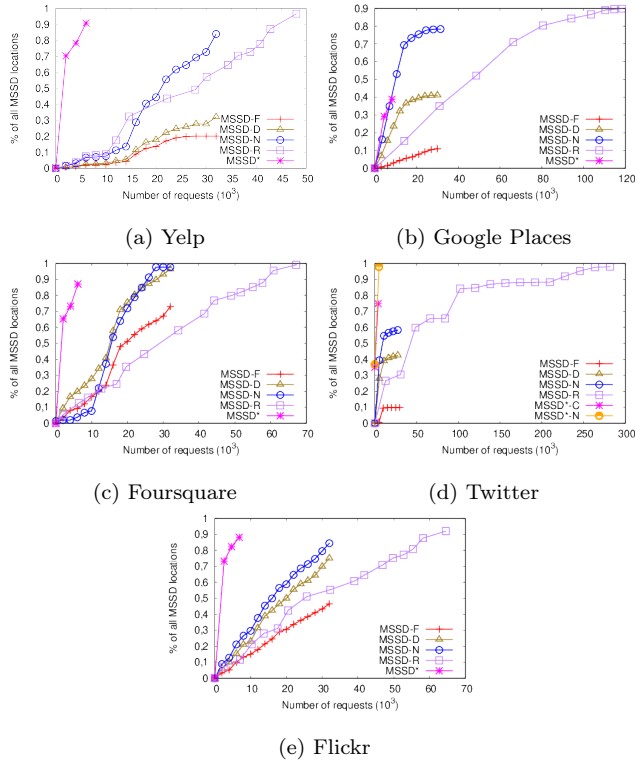 1
0,9
0,8
0,7
0,6
0,5
0,4
0,3
0,2
0,1
0
% of all MSSD locations
MSSD-F
MSSD-D
MSSD-N
MSSD-R
MSSD*
0 5 10 15 20 25 30 35 40 45 50
Number of requests (10³)
(a) Yelp
0,9
0,8
0,7
0,6
0,5
0,4
0,3
0,2
0,1
0
% of all MSSD locations
MSSD-F
MSSD-D
MSSD-N
MSSD-R
MSSD*
0 20 40 60 80 100 120
Number of requests (10³)
(b) Google Places
1
0,9
0,8
0,7
0,6
0,5
0,4
0,3
0,2
0,1
0
% of all MSSD locations
MSSD-F
MSSD-D
MSSD-N
MSSD-R
MSSD*
0 10 20 30 40 50 60 70
Number of requests (10³)
(c) Foursquare
1
0,9
0,8
0,7
0,6
0,5
0,4
0,3
0,2
0,1
0
% of all MSSD locations
MSSD-F
MSSD-D
MSSD-N
MSSD-R
MSSD*-C
MSSD*-N
0 50 100 150 200 250 300
Number of requests (10³)
(d) Twitter
1
0,9
0,8
0,7
0,6
0,5
0,4
0,3
0,2
0,1
0
% of all MSSD locations
MSSD-F
MSSD-D
MSSD-N
MSSD-R
MSSD*
0 10 20 30 40 50 60 70
Number of requests (10³)
(e) Flickr